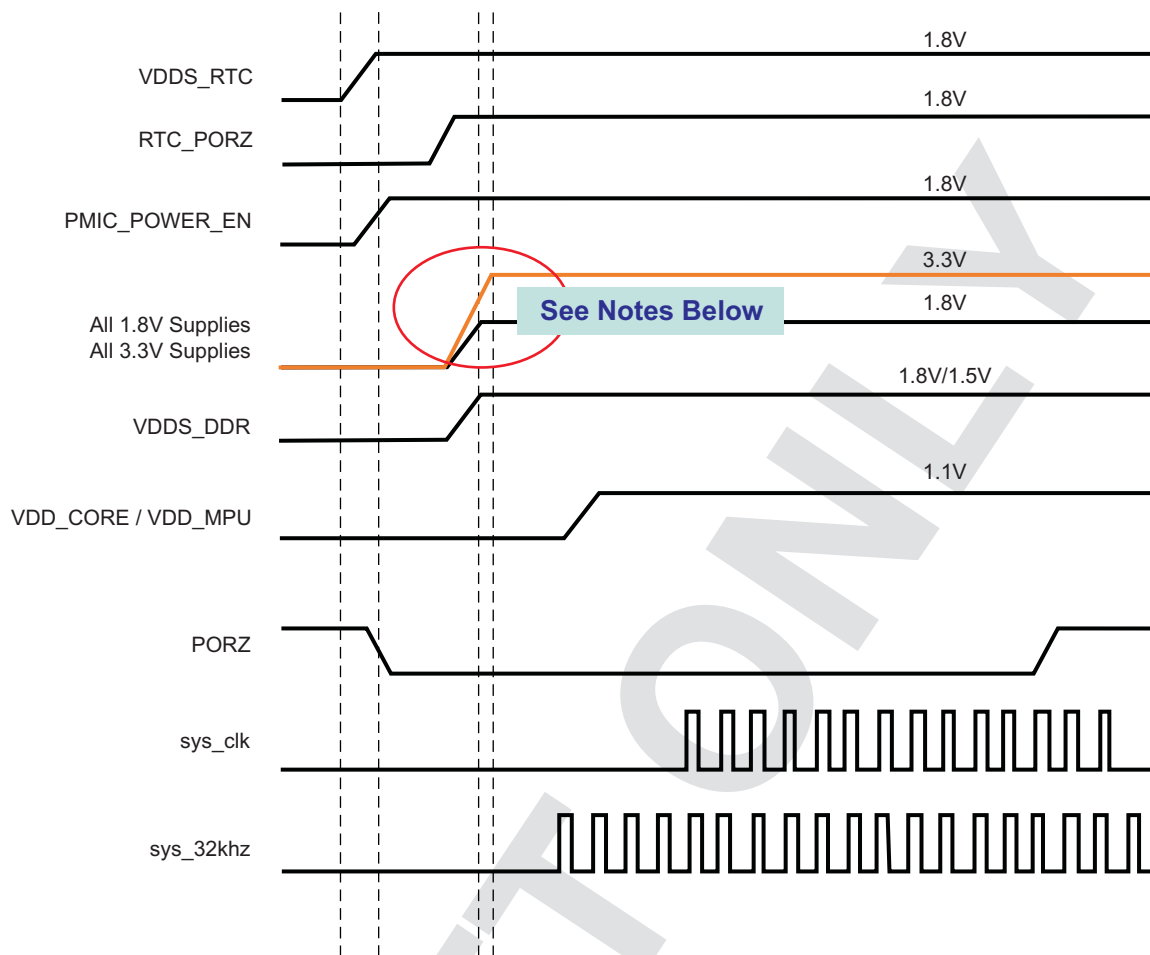 1.8V
VDDS_RTC
1.8V
RTC_PORZ
1.8V
PMIC_POWER_EN
3.3V
See Notes Below
1.8V
All 1.8V Supplies
All 3.3V Supplies
1.8V/1.5V
VDDS_DDR
1.1V
VDD_CORE / VDD_MPU
PORZ
sys_clk
sys_32khz
T ONLY